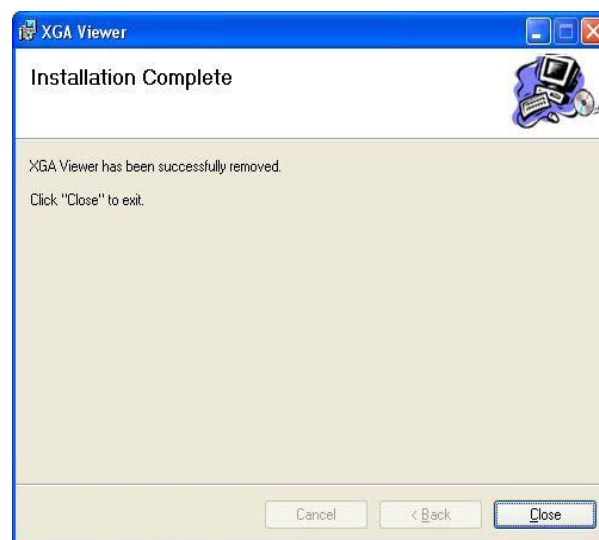 XGA Viewer
Installation Complete
XGA Viewer has been successfully removed.
Click "Close" to exit.
Cancel
< Back
Close